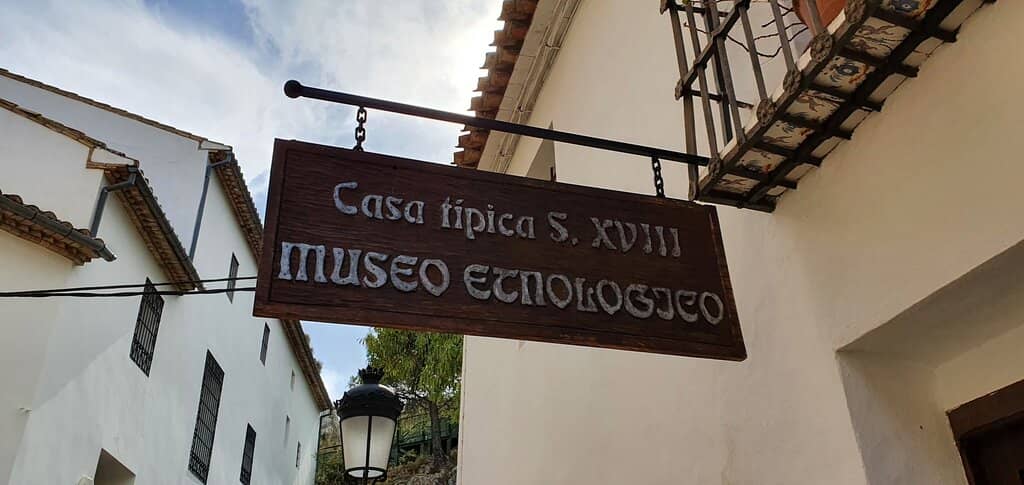 Casa típica S. XVIII
MUSEO ETNOLOGICO